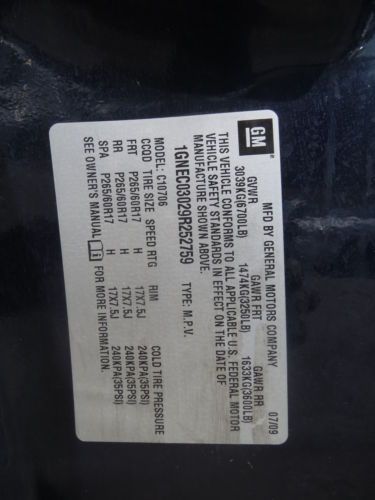 GM
MFD BY GENERAL MOTORS COMPANY 07/09
GVWR GAWR FRT GAWR RR
3039KG(6700LB) 1474KG(3250LB) 1633KG(3600LB)
THIS VEHICLE CONFORMS TO ALL APPLICABLE U.S. FEDERAL MOTOR
VEHICLE SAFETY STANDARDS IN EFFECT ON THE DATE OF
MANUFACTURE SHOWN ABOVE.
1GNEC03029R252759 TYPE: M.P.V.
MODEL: C10706
CCQD TIRE SIZE SPEED RTG RIM COLD TIRE PRESSURE
FRT P265/60R17 H 17X7.5J 240KPA(35PSI)
RR P265/60R17 H 17X7.5J 240KPA(35PSI)
SPA P265/60R17 H 17X7.5J 240KPA(35PSI)
SEE OWNER'S MANUAL FOR MORE INFORMATION.